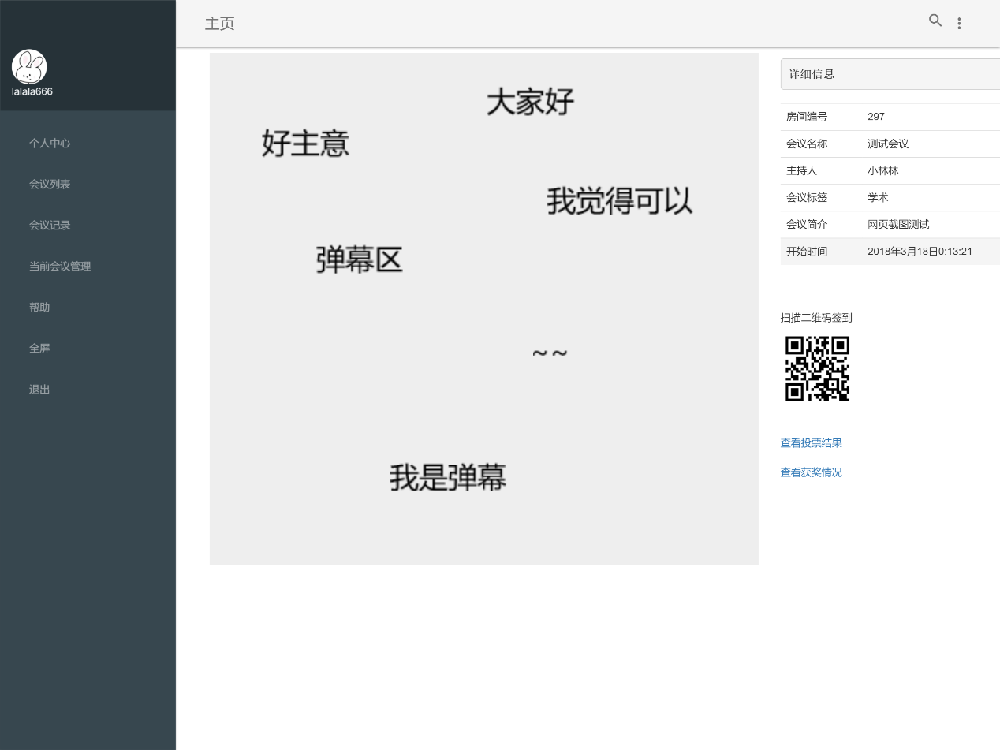 主页
lalala666
个人中心
会议列表
会议记录
当前会议管理
帮助
全屏
退出
大家好
好主意
我觉得可以
弹幕区
~ ~
我是弹幕
详细信息
房间编号 297
会议名称 测试会议
主持人 小林林
会议标签 学术
会议简介 网页截图测试
开始时间 2018年3月18日0:13:21
扫描二维码签到
查看投票结果
查看获奖情况